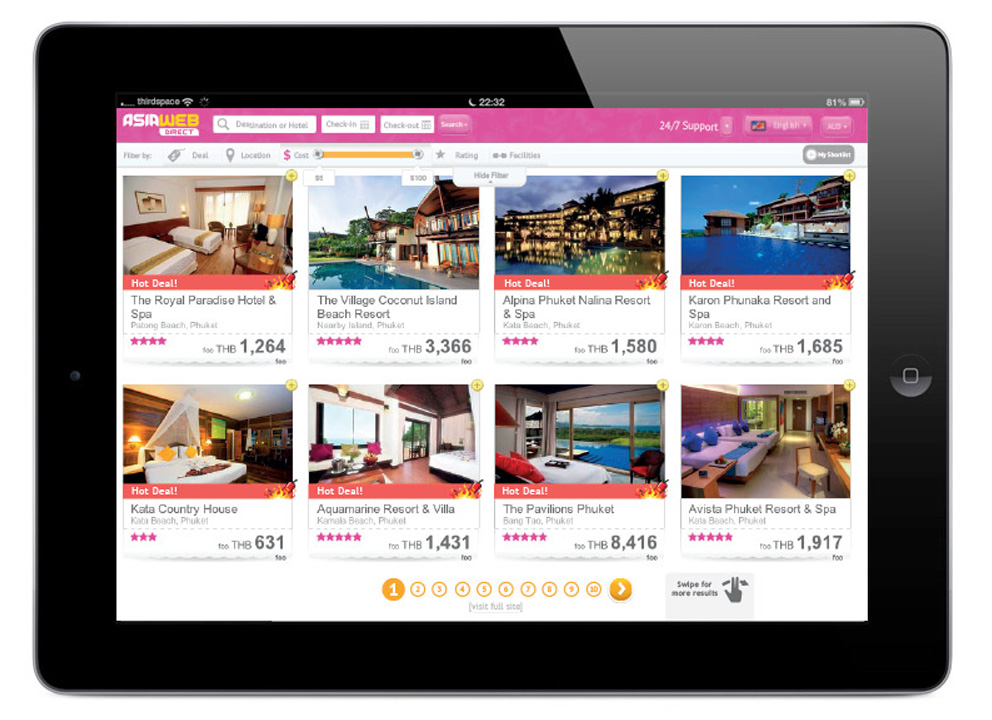 thirdspace
22:32
81%
ASIAWEB
DIRECT
Destination or Hotel
Check-in
Check-out
Search
24/7 Support
English
AUD
Filter by:
Deal
Location
$ Cost
Rating
Facilities
My Shortlist
$5
$100
Hide Filter
Hot Deal!
The Royal Paradise Hotel &
Spa
Patong Beach, Phuket
foo THB 1,264
foo
The Village Coconut Island
Beach Resort
Nearby Island, Phuket
foo THB 3,366
foo
Hot Deal!
Alpina Phuket Nalina Resort
& Spa
Kata Beach, Phuket
foo THB 1,580
foo
Hot Deal!
Karon Phunaka Resort and
Spa
Karon Beach, Phuket
foo THB 1,685
foo
Hot Deal!
Kata Country House
Kata Beach, Phuket
foo THB 631
foo
Hot Deal!
Aquamarine Resort & Villa
Kamala Beach, Phuket
foo THB 1,431
foo
Hot Deal!
The Pavilions Phuket
Bang Tao, Phuket
foo THB 8,416
foo
Avista Phuket Resort & Spa
Kata Beach, Phuket
foo THB 1,917
foo
1 2 3 4 5 6 7 8 9 10
[visit full site]
Swipe for
more results